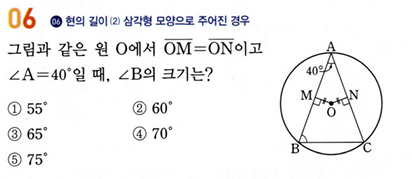 06 06 현의 길이 (2) 삼각형 모양으로 주어진 경우
그림과 같은 원 O에서 OM=ON이고
∠A=40°일 때, ∠B의 크기는?
① 55° ② 60°
③ 65° ④ 70°
⑤ 75°
A
40°
M N
O
B C